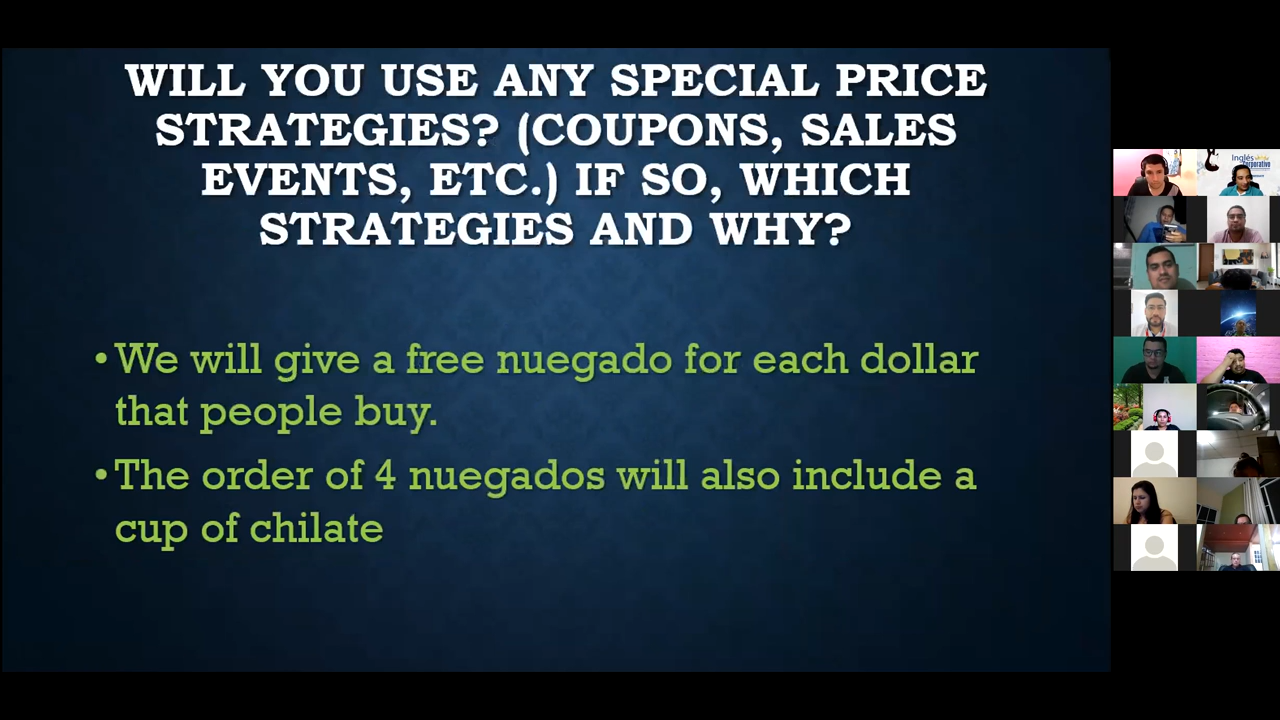 WILL YOU USE ANY SPECIAL PRICE
STRATEGIES? (COUPONS, SALES
EVENTS, ETC.) IF SO, WHICH
STRATEGIES AND WHY?
• We will give a free nuegado for each dollar
that people buy.
• The order of 4 nuegados will also include a
cup of chilate
Inglés
Corporativo